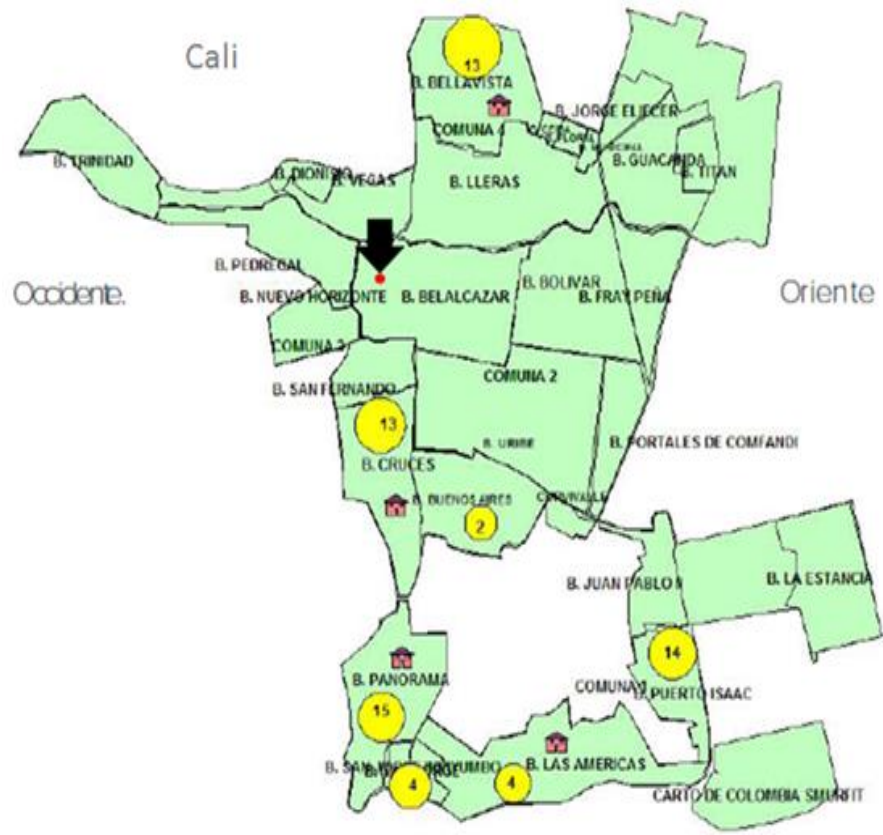 Cali
13
B. BELLAVISTA
B. JORGE ELIECER
COMUNA 4
B. GUACANDA
B. TITAN
B. TRINIDAD
B. DIONISIO
B. VEGAS
B. LLERAS
B. PEDREGAL
B. BOLIVAR
Occidente.
B. NUEVO HORIZONTE
B. BELALCAZAR
B. FRAY PEÑA
Oriente
COMUNA 3
COMUNA 2
B. SAN FERNANDO
13
B. URIBE
B. PORTALES DE COMFANDI
B. CRUCES
B. BUENOS AIRES
2
B. JUAN PABLO II
B. LA ESTANCIA
14
B. PANORAMA
COMUNA 1
B. PUERTO ISAAC
15
B. LAS AMERICAS
4
4
CARTO DE COLOMBIA SMURFIT